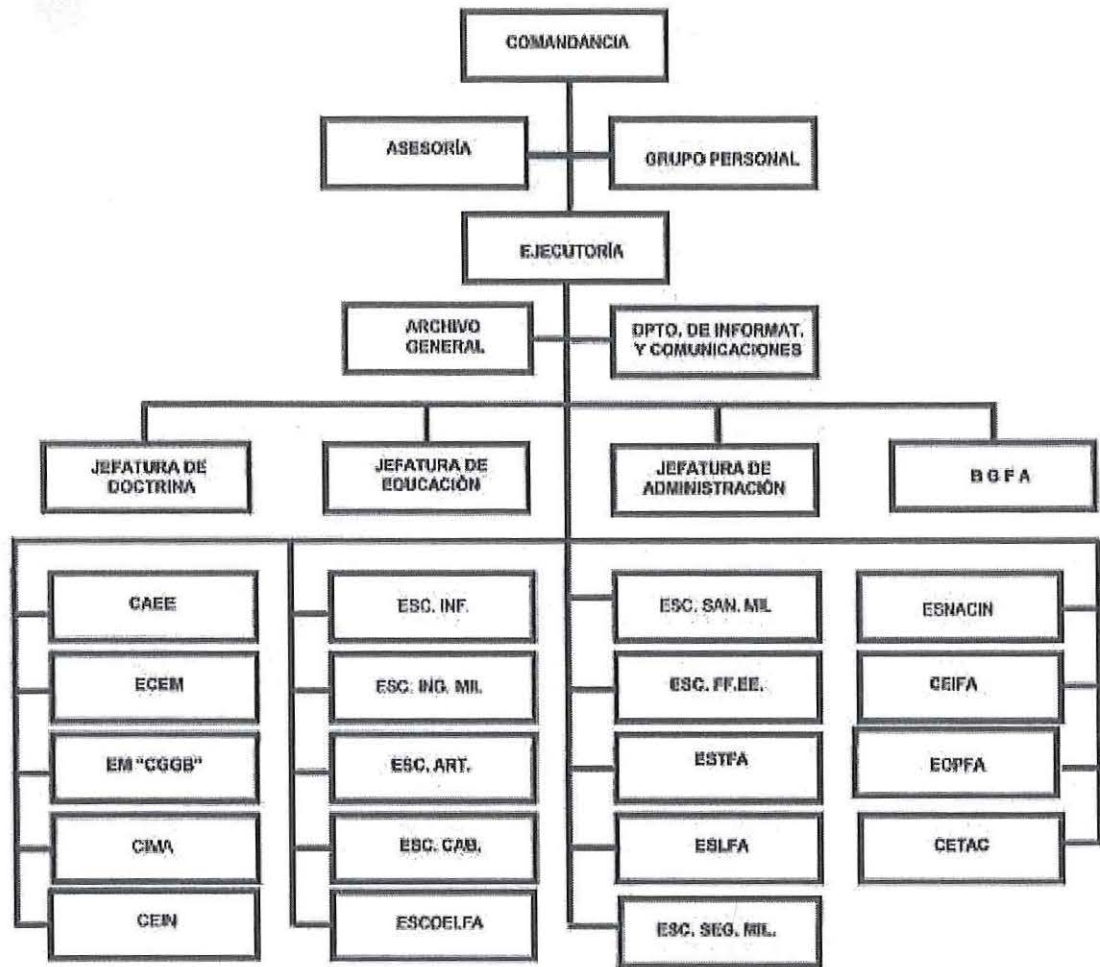 COMANDANCIA
ASESORÍA
GRUPO PERSONAL
EJECUTORÍA
ARCHIVO
GENERAL
DPTO. DE INFORMAT.
Y COMUNICACIONES
JEFATURA DE
DOCTRINA
JEFATURA DE
EDUCACIÓN
JEFATURA DE
ADMINISTRACIÓN
B G F A
CAEE
ESC. INF.
ESC. SAN. MIL
ESNACIN
ECEM
ESC. ING. MIL
ESC. FF.EE.
CEIFA
EM "CGGB"
ESC. ART.
ESTFA
EOPFA
CIMA
ESC. CAB.
ESLFA
CETAC
CEIN
ESCOELFA
ESC. SEG. MIL.